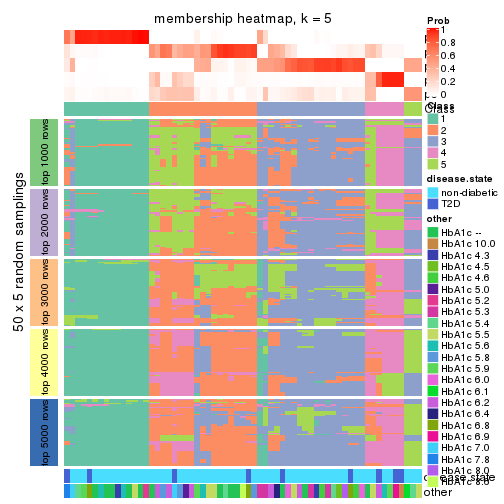 membership heatmap, k = 5
Prob
1
0.8
0.6
0.4
0.2
0
Class
Class
1
2
3
4
5
50 x 5 random samplings
top 1000 rows
top 2000 rows
top 3000 rows
top 4000 rows
top 5000 rows
disease.state
non-diabetic
T2D
other
HbA1c --
HbA1c 10.0
HbA1c 4.3
HbA1c 4.5
HbA1c 4.6
HbA1c 5.0
HbA1c 5.2
HbA1c 5.3
HbA1c 5.4
HbA1c 5.5
HbA1c 5.6
HbA1c 5.8
HbA1c 5.9
HbA1c 6.0
HbA1c 6.1
HbA1c 6.2
HbA1c 6.4
HbA1c 6.8
HbA1c 6.9
HbA1c 7.0
HbA1c 7.8
HbA1c 8.0
HbA1c 8.6
other